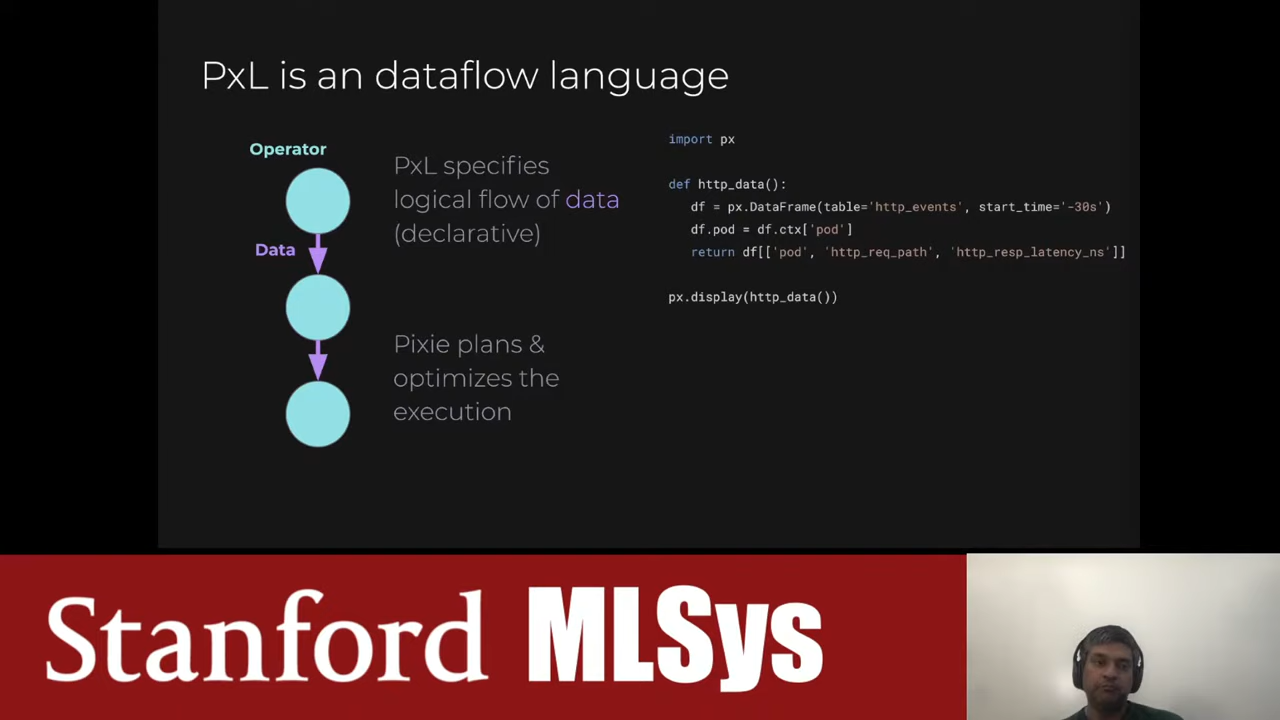 PxL is an dataflow language
Operator
Data
PxL specifies
logical flow of data
(declarative)
Pixie plans &
optimizes the
execution
import px
def http_data():
df = px.DataFrame(table='http_events', start_time='-30s')
df.pod = df.ctx['pod']
return df[['pod', 'http_req_path', 'http_resp_latency_ns']]
px.display(http_data())
Stanford MLSys